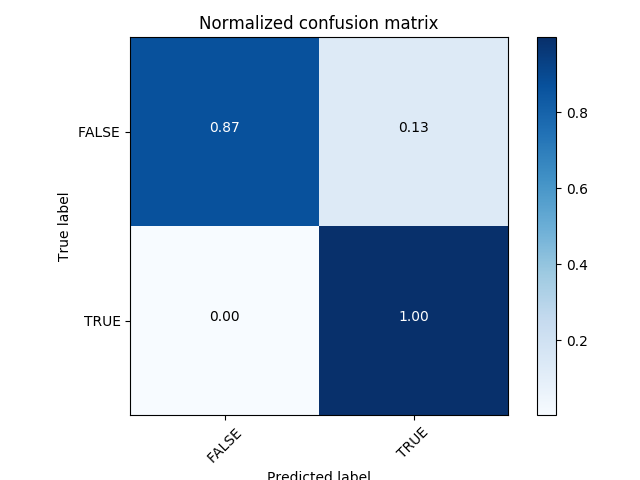 Normalized confusion matrix
FALSE
0.87
0.13
0.8
0.6
True label
0.4
TRUE
0.00
1.00
0.2
FALSE
TRUE
Predicted label